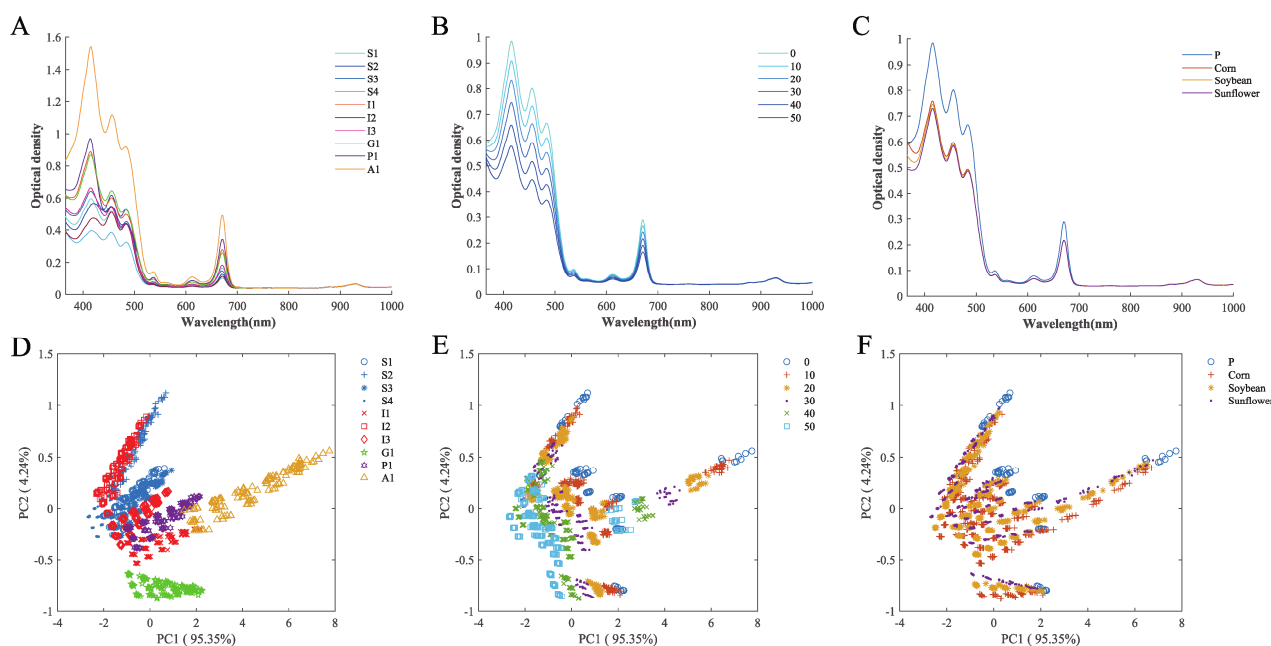 A
1.6
1.4
1.2
1
0.8
0.6
0.4
0.2
0
400
500
600
700
800
900
1000
Optical density
Wavelength(nm)
S1
S2
S3
S4
I1
I2
I3
G1
P1
A1
B
1
0.9
0.8
0.7
0.6
0.5
0.4
0.3
0.2
0.1
0
400
500
600
700
800
900
1000
Optical density
Wavelength(nm)
0
10
20
30
40
50
C
1
0.9
0.8
0.7
0.6
0.5
0.4
0.3
0.2
0.1
0
400
500
600
700
800
900
1000
Optical density
Wavelength(nm)
P
Corn
Soybean
Sunflower
D
1.5
1
0.5
0
-0.5
-1
-4
-2
0
2
4
6
8
PC2 ( 4.24%)
PC1 ( 95.35%)
S1
S2
S3
S4
I1
I2
I3
G1
P1
A1
E
1.5
1
0.5
0
-0.5
-1
-4
-2
0
2
4
6
8
PC2 ( 4.24%)
PC1 ( 95.35%)
0
10
20
30
40
50
F
1.5
1
0.5
0
-0.5
-1
-4
-2
0
2
4
6
8
PC2 ( 4.24%)
PC1 ( 95.35%)
P
Corn
Soybean
Sunflower